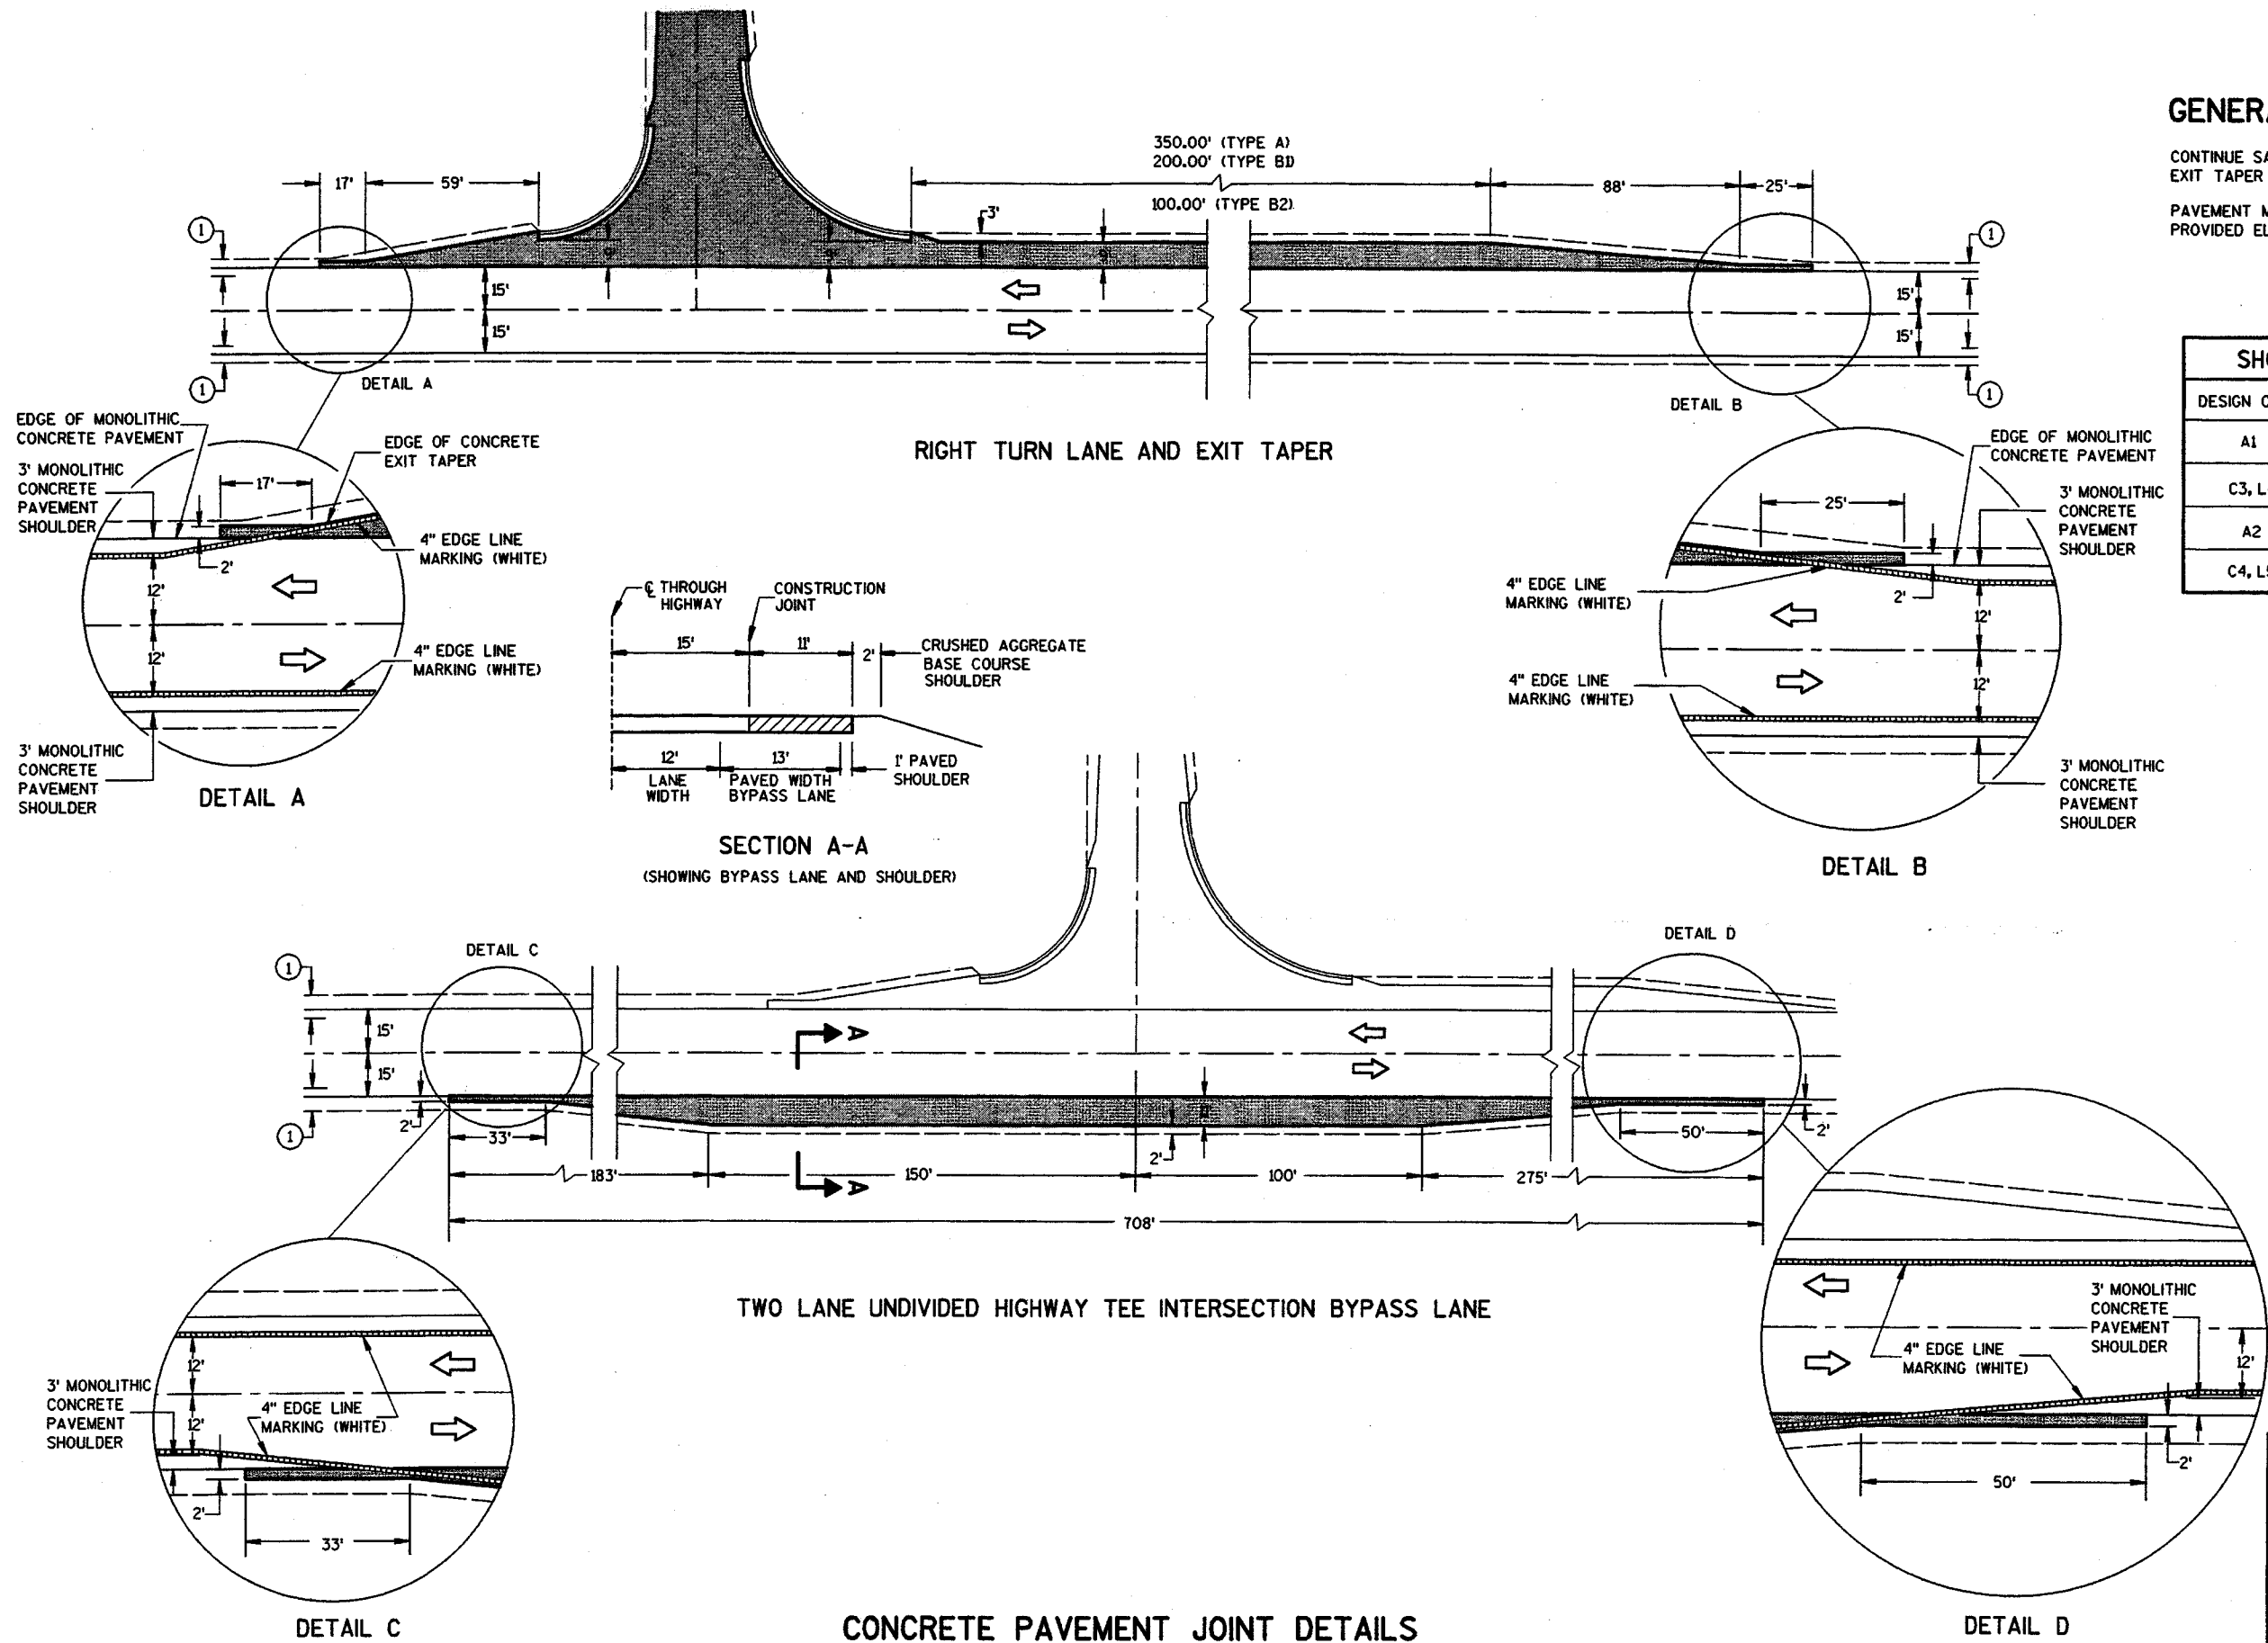 350.00' (TYPE A)
200.00' (TYPE B1)
100.00' (TYPE B2)
17'
59'
88'
25'
3'
9'
9'
9'
1
1
1
1
15'
15'
15'
15'
DETAIL A
DETAIL B
RIGHT TURN LANE AND EXIT TAPER
GENER
CONTINUE SA
EXIT TAPER
PAVEMENT M
PROVIDED EL
SH
DESIGN C
A1
C3, L
A2
C4, L
EDGE OF MONOLITHIC
CONCRETE PAVEMENT
3' MONOLITHIC
CONCRETE
PAVEMENT
SHOULDER
EDGE OF CONCRETE
EXIT TAPER
17'
2'
4" EDGE LINE
MARKING (WHITE)
12'
12'
4" EDGE LINE
MARKING (WHITE)
3' MONOLITHIC
CONCRETE
PAVEMENT
SHOULDER
DETAIL A
℄ THROUGH
HIGHWAY
CONSTRUCTION
JOINT
15'
11'
2'
CRUSHED AGGREGATE
BASE COURSE
SHOULDER
12'
LANE
WIDTH
13'
PAVED WIDTH
BYPASS LANE
1' PAVED
SHOULDER
SECTION A-A
(SHOWING BYPASS LANE AND SHOULDER)
EDGE OF MONOLITHIC
CONCRETE PAVEMENT
25'
3' MONOLITHIC
CONCRETE
PAVEMENT
SHOULDER
4" EDGE LINE
MARKING (WHITE)
2'
12'
12'
4" EDGE LINE
MARKING (WHITE)
3' MONOLITHIC
CONCRETE
PAVEMENT
SHOULDER
DETAIL B
DETAIL C
DETAIL D
1
1
15'
15'
A
A
2'
33'
2'
50'
2'
183'
150'
100'
275'
708'
TWO LANE UNDIVIDED HIGHWAY TEE INTERSECTION BYPASS LANE
12'
12'
3' MONOLITHIC
CONCRETE
PAVEMENT
SHOULDER
4" EDGE LINE
MARKING (WHITE)
2'
33'
DETAIL C
3' MONOLITHIC
CONCRETE
PAVEMENT
SHOULDER
4" EDGE LINE
MARKING (WHITE)
12'
2'
50'
DETAIL D
CONCRETE PAVEMENT JOINT DETAILS